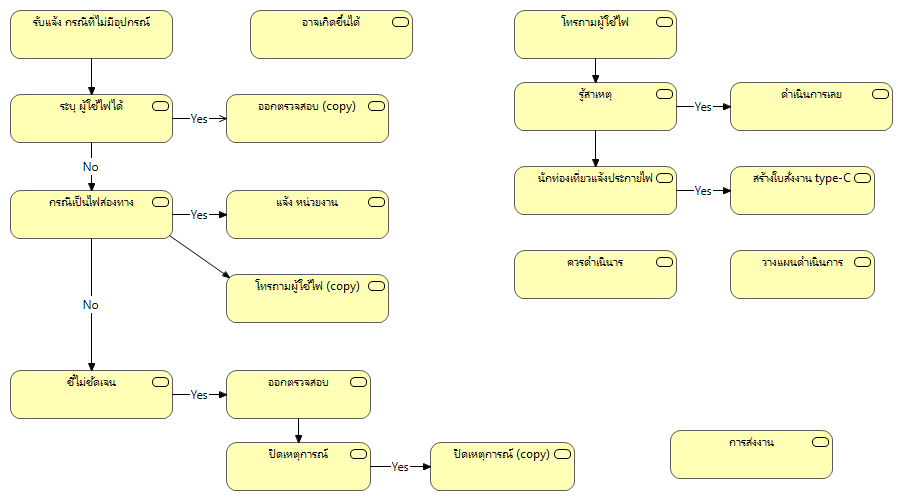 รับแจ้ง กรณีที่ไม่มีอุปกรณ์
อาจเกิดขึ้นได้
โทรถามผู้ใช้ไฟ
ระบุ ผู้ใช้ไฟได้
Yes
ออกตรวจสอบ (copy)
รู้สาเหตุ
Yes
ดำเนินการเลย
No
นักท่องเที่ยวแจ้งประกายไฟ
Yes
สร้างใบสั่งงาน type-C
กรณีเป็นไฟส่องทาง
Yes
แจ้ง หน่วยงาน
ควรดำเนินาร
วางแผนดำเนินการ
โทรถามผู้ใช้ไฟ (copy)
No
ชี้ไม่ชัดเจน
Yes
ออกตรวจสอบ
การส่งงาน
ปิดเหตุการณ์
Yes
ปิดเหตุการณ์ (copy)